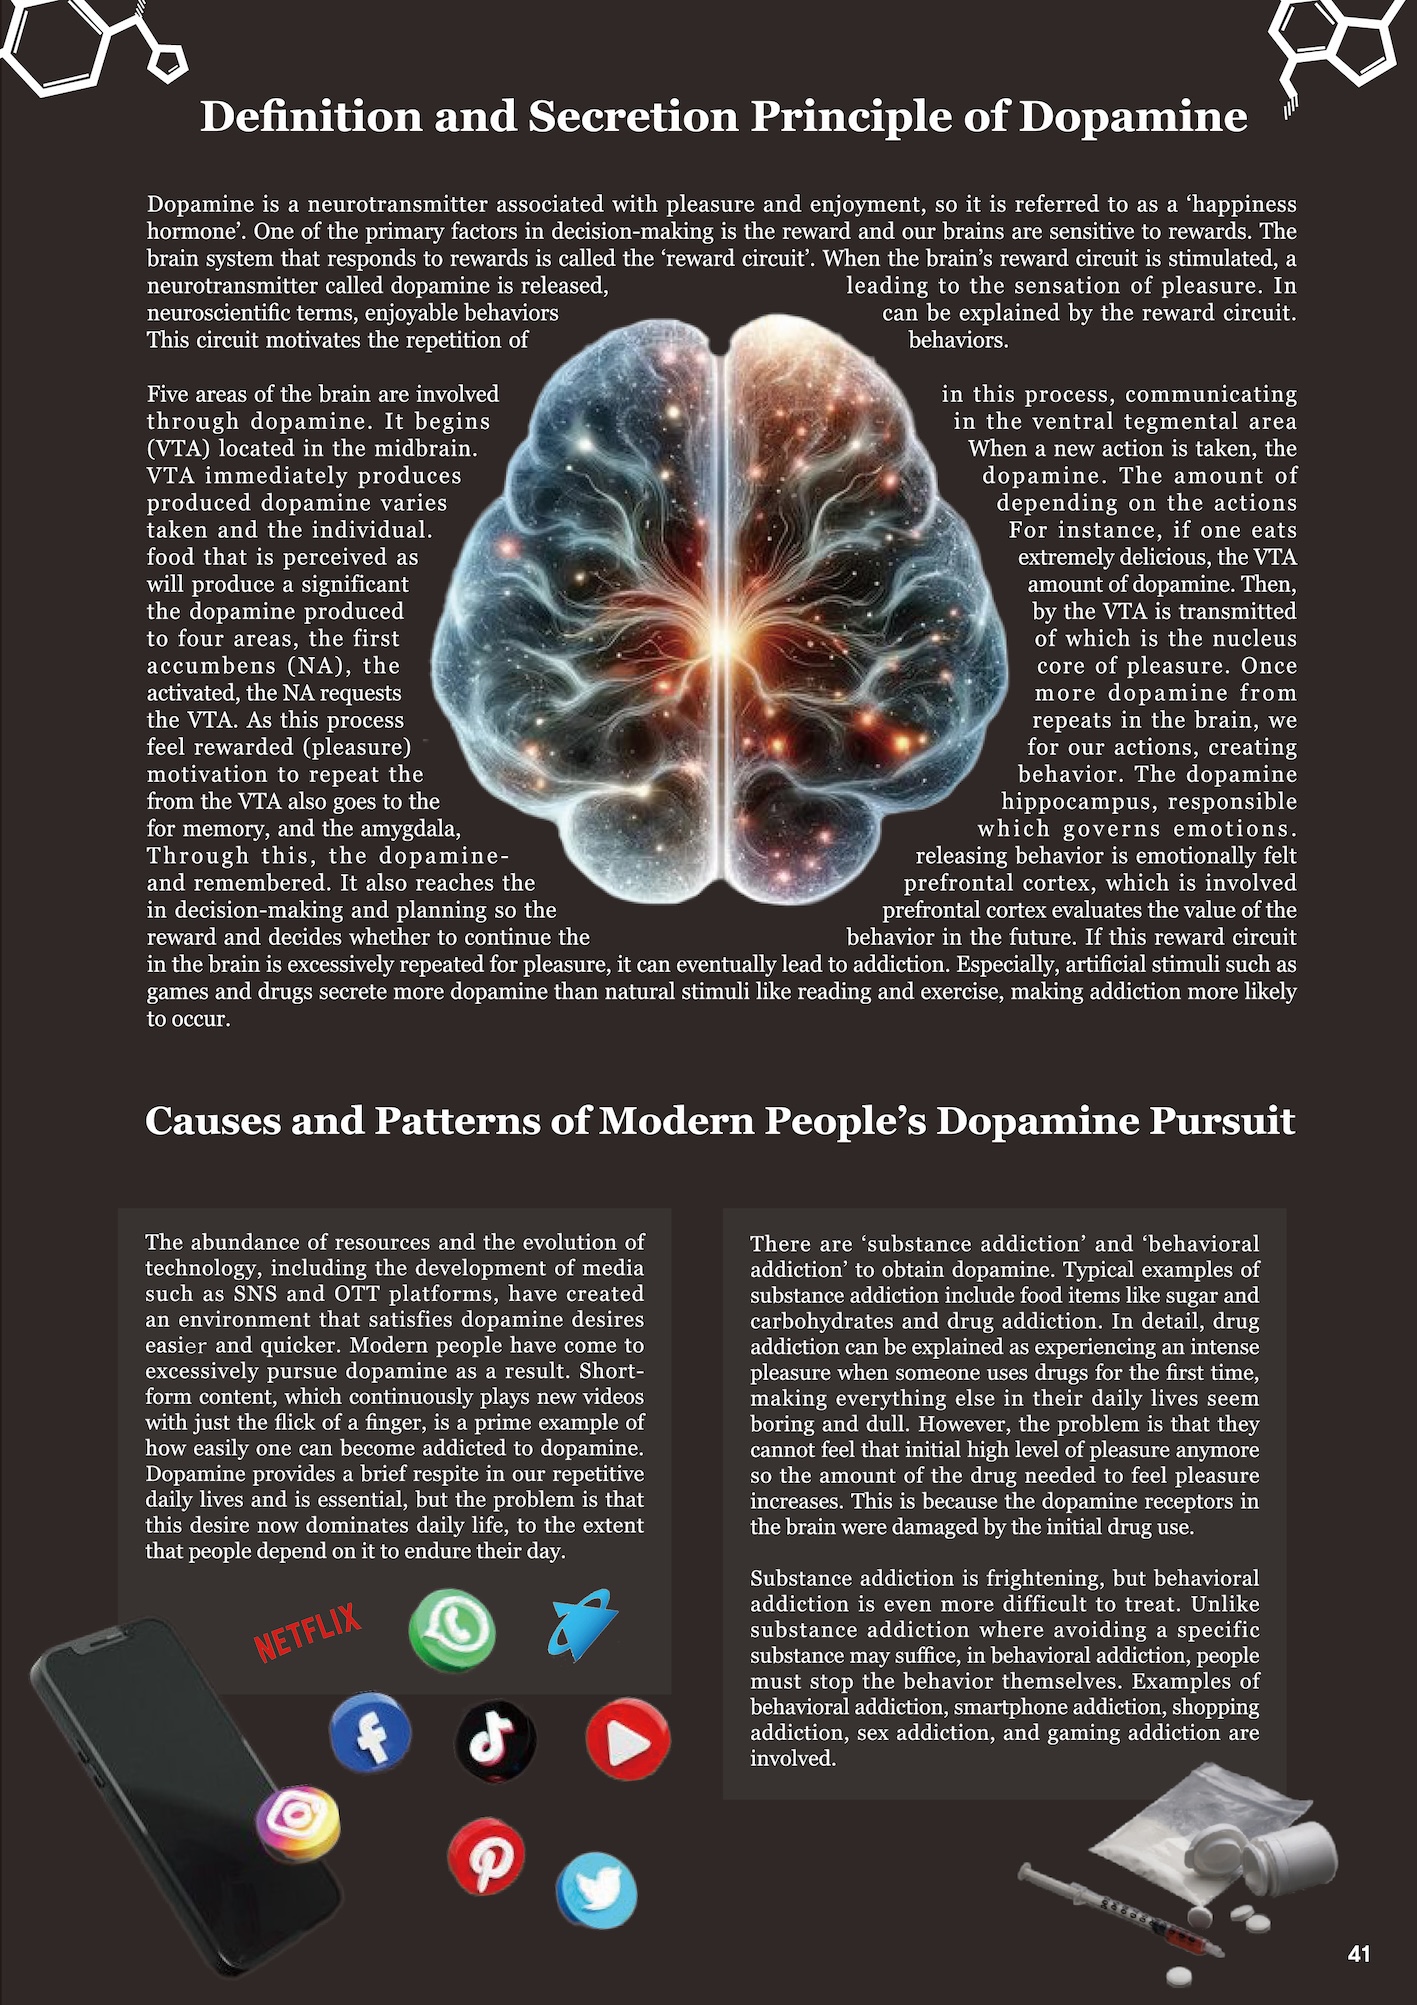 Definition and Secretion Principle of Dopamine
Dopamine is a neurotransmitter associated with pleasure and enjoyment, so it is referred to as a ‘happiness
hormone’. One of the primary factors in decision-making is the reward and our brains are sensitive to rewards. The
brain system that responds to rewards is called the ‘reward circuit’. When the brain’s reward circuit is stimulated, a
neurotransmitter called dopamine is released, leading to the sensation of pleasure. In
neuroscientific terms, enjoyable behaviors can be explained by the reward circuit.
This circuit motivates the repetition of behaviors.
Five areas of the brain are involved in this process, communicating
through dopamine. It begins in the ventral tegmental area
(VTA) located in the midbrain. When a new action is taken, the
VTA immediately produces dopamine. The amount of
produced dopamine varies depending on the actions
taken and the individual. For instance, if one eats
food that is perceived as extremely delicious, the VTA
will produce a significant amount of dopamine. Then,
the dopamine produced by the VTA is transmitted
to four areas, the first of which is the nucleus
accumbens (NA), the core of pleasure. Once
activated, the NA requests more dopamine from
the VTA. As this process repeats in the brain, we
feel rewarded (pleasure) for our actions, creating
motivation to repeat the behavior. The dopamine
from the VTA also goes to the hippocampus, responsible
for memory, and the amygdala, which governs emotions.
Through this, the dopamine- releasing behavior is emotionally felt
and remembered. It also reaches the prefrontal cortex, which is involved
in decision-making and planning so the prefrontal cortex evaluates the value of the
reward and decides whether to continue the behavior in the future. If this reward circuit
in the brain is excessively repeated for pleasure, it can eventually lead to addiction. Especially, artificial stimuli such as
games and drugs secrete more dopamine than natural stimuli like reading and exercise, making addiction more likely
to occur.
Causes and Patterns of Modern People’s Dopamine Pursuit
The abundance of resources and the evolution of
technology, including the development of media
such as SNS and OTT platforms, have created
an environment that satisfies dopamine desires
easier and quicker. Modern people have come to
excessively pursue dopamine as a result. Short-
form content, which continuously plays new videos
with just the flick of a finger, is a prime example of
how easily one can become addicted to dopamine.
Dopamine provides a brief respite in our repetitive
daily lives and is essential, but the problem is that
this desire now dominates daily life, to the extent
that people depend on it to endure their day.
NETFLIX
There are ‘substance addiction’ and ‘behavioral
addiction’ to obtain dopamine. Typical examples of
substance addiction include food items like sugar and
carbohydrates and drug addiction. In detail, drug
addiction can be explained as experiencing an intense
pleasure when someone uses drugs for the first time,
making everything else in their daily lives seem
boring and dull. However, the problem is that they
cannot feel that initial high level of pleasure anymore
so the amount of the drug needed to feel pleasure
increases. This is because the dopamine receptors in
the brain were damaged by the initial drug use.
Substance addiction is frightening, but behavioral
addiction is even more difficult to treat. Unlike
substance addiction where avoiding a specific
substance may suffice, in behavioral addiction, people
must stop the behavior themselves. Examples of
behavioral addiction, smartphone addiction, shopping
addiction, sex addiction, and gaming addiction are
involved.
41